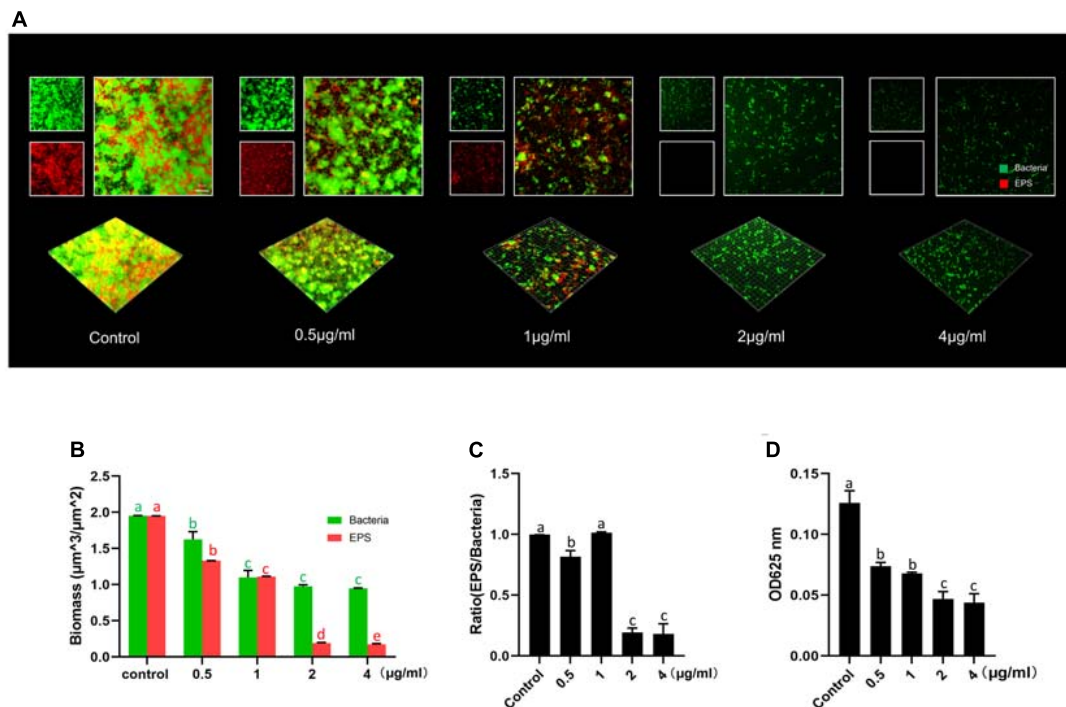 A
Bacteria
EPS
Control
0.5μg/ml
1μg/ml
2μg/ml
4μg/ml
B
Biomass (μm^3/μm^2)
2.5
2.0
1.5
1.0
0.5
0.0
a a
b b
c c
c d
c e
Bacteria
EPS
control 0.5 1 2 4 (μg/ml)
C
Ratio(EPS/Bacteria)
1.5
1.0
0.5
0.0
a b a c c
Control 0.5 1 2 4 (μg/ml)
D
OD625 nm
0.15
0.10
0.05
0.00
a b b c c
Control 0.5 1 2 4 (μg/ml)